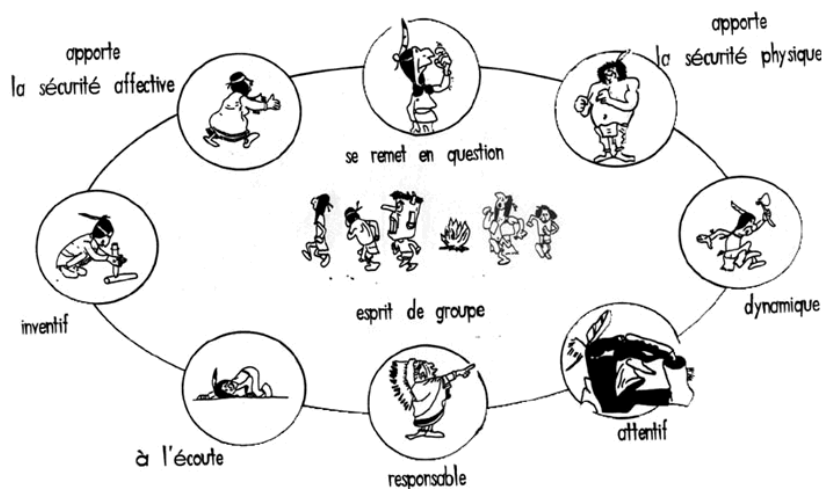 apporte
la sécurité affective
apporte
la sécurité physique
se remet en question
inventif
esprit de groupe
dynamique
à l'écoute
responsable
attentif